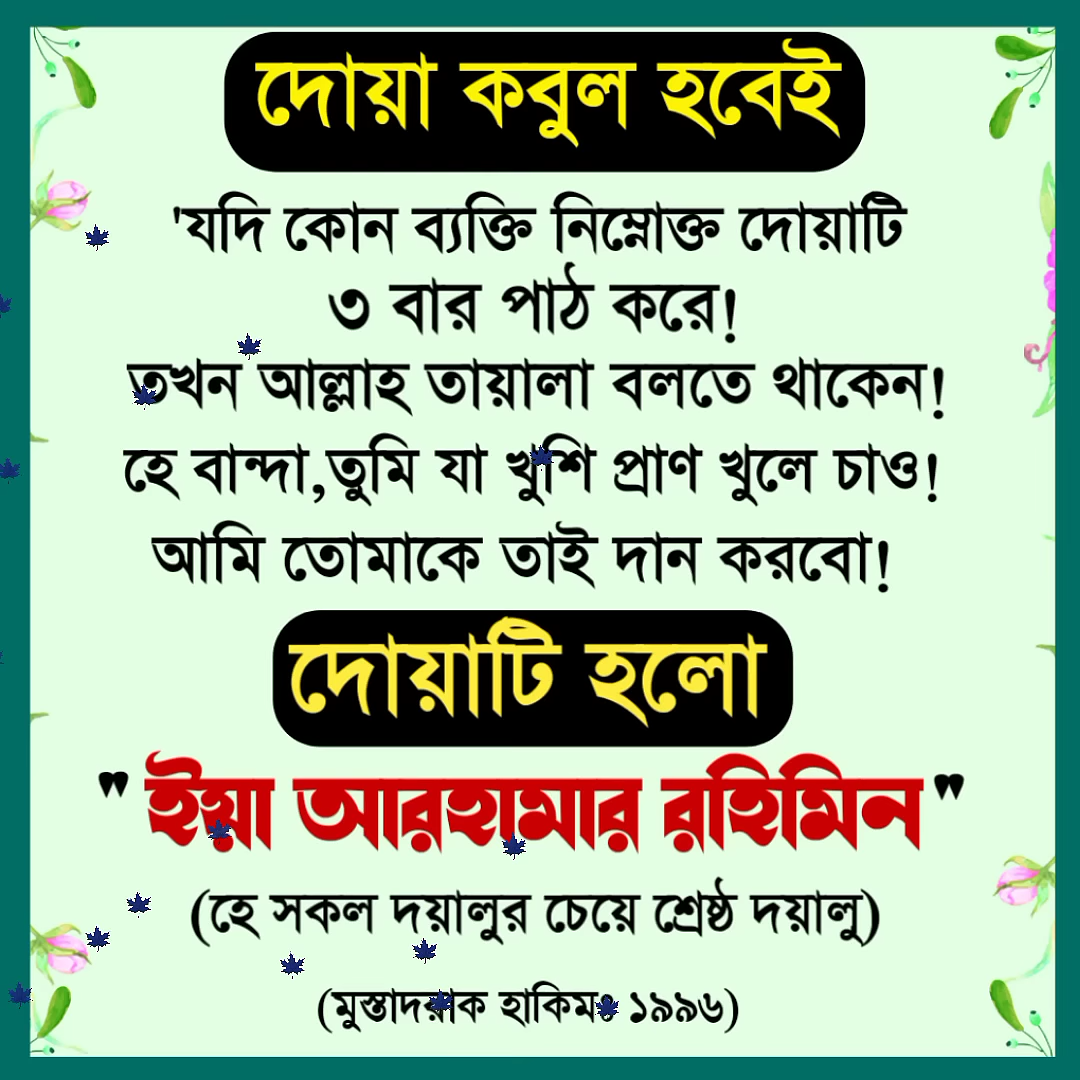 দোয়া কবুল হবেই
'যদি কোন ব্যক্তি নিম্নোক্ত দোয়াটি
৩ বার পাঠ করে!
তখন আল্লাহ তায়ালা বলতে থাকেন!
হে বান্দা,তুমি যা খুশি প্রাণ খুলে চাও!
আমি তোমাকে তাই দান করবো!
দোয়াটি হলো
"ইয়া আরহামার রহিমিন"
(হে সকল দয়ালুর চেয়ে শ্রেষ্ঠ দয়ালু)
(মুস্তাদরাক হাকিমঃ ১৯৯৬)